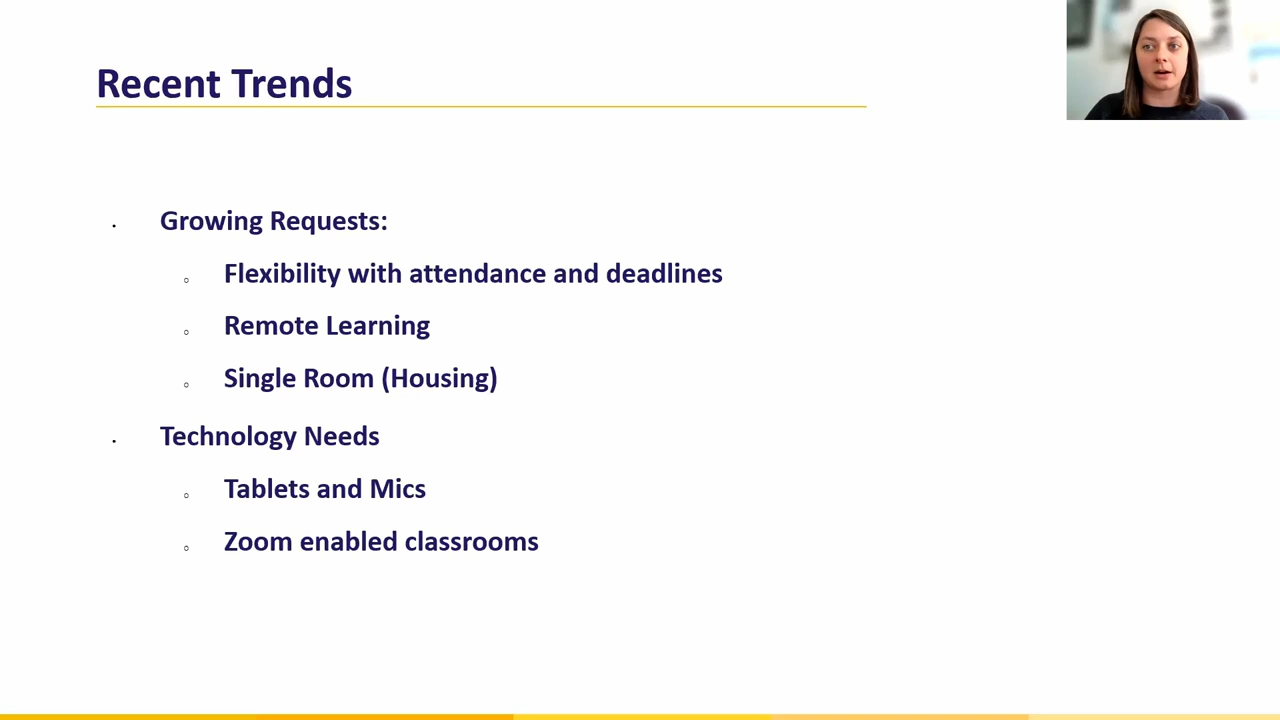 Recent Trends
Growing Requests:
Flexibility with attendance and deadlines
Remote Learning
Single Room (Housing)
Technology Needs
Tablets and Mics
Zoom enabled classrooms